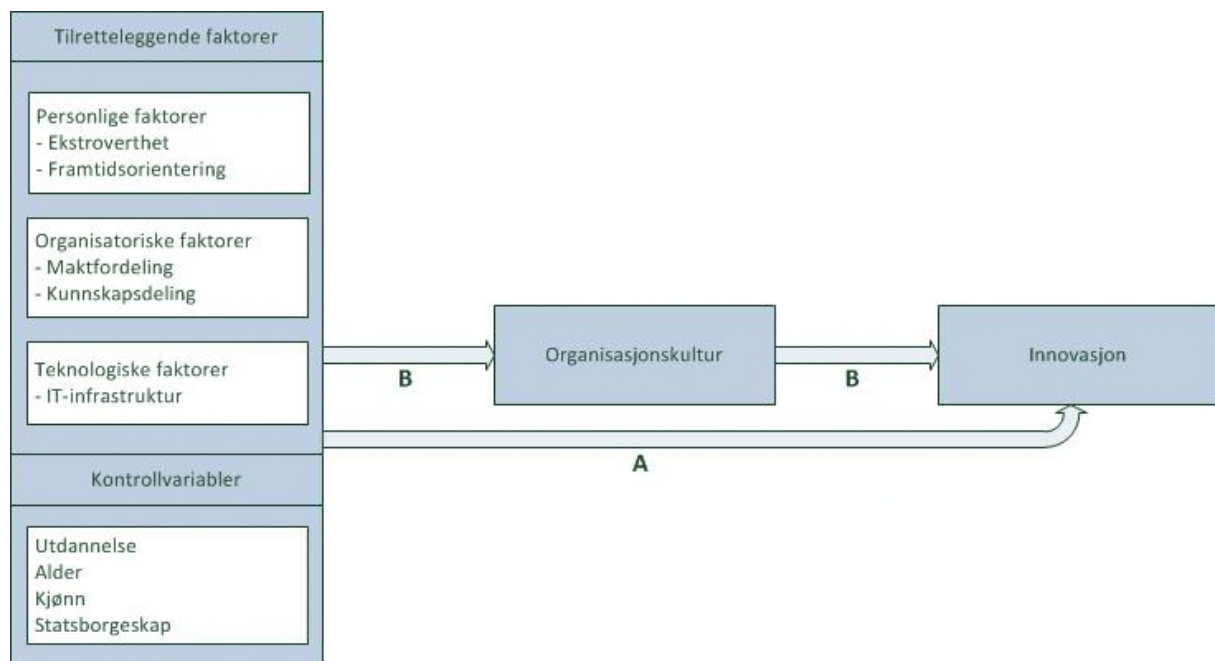 Tilretteleggende faktorer
Personlige faktorer
- Ekstroverthet
- Framtidsorientering
Organisatoriske faktorer
- Maktfordeling
- Kunnskapsdeling
Teknologiske faktorer
- IT-infrastruktur
B
Organisasjonskultur
B
Innovasjon
A
Kontrollvariabler
Utdannelse
Alder
Kjønn
Statsborgeskap